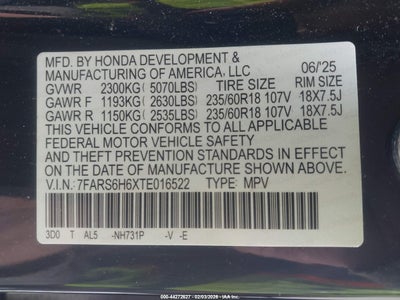 MFD. BY HONDA DEVELOPMENT &
MANUFACTURING OF AMERICA, LLC 06/'25
GVWR 2300KG ( 5070LBS) TIRE SIZE RIM SIZE
GAWR F 1193KG ( 2630LBS) 235/60R18 107V 18X7.5J
GAWR R 1150KG ( 2535LBS) 235/60R18 107V 18X7.5J
THIS VEHICLE CONFORMS TO ALL APPLICABLE
FEDERAL MOTOR VEHICLE SAFETY
AND THEFT PREVENTION STANDARDS IN EFFECT
ON THE DATE OF MANUFACTURE SHOWN ABOVE.
V.I.N.: 7FARS6H6XTE016522 TYPE: MPV
3D0 T AL5 -NH731P -V -E
000-44272627 - 02/03/2026 - IAA Inc.